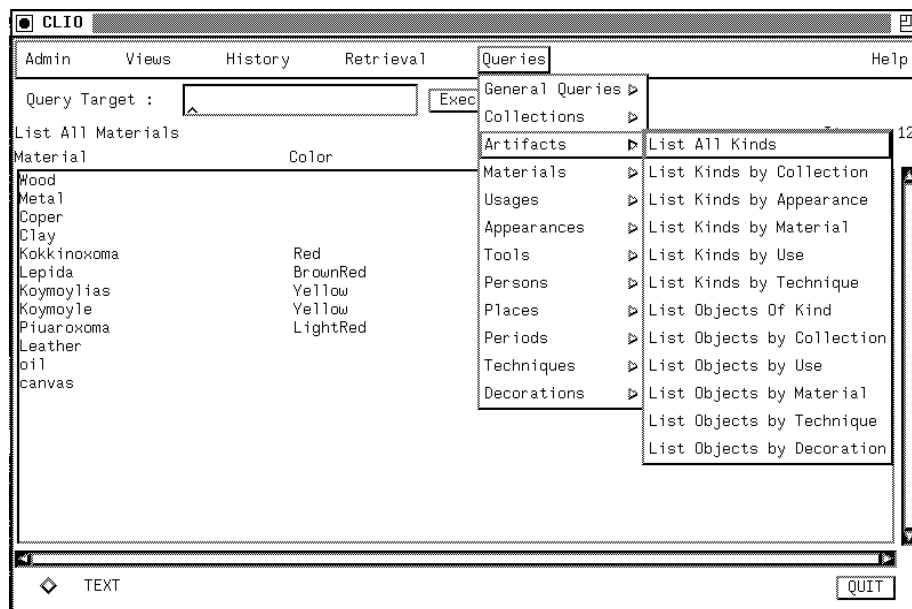 CLIO
Admin Views History Retrieval Queries Help
Query Target : Exec
General Queries
Collections
List All Materials 12
Material Color
Artifacts
Materials
Usages
Appearances
Tools
Persons
Places
Periods
Techniques
Decorations
List All Kinds
List Kinds by Collection
List Kinds by Appearance
List Kinds by Material
List Kinds by Use
List Kinds by Technique
List Objects Of Kind
List Objects by Collection
List Objects by Use
List Objects by Material
List Objects by Technique
List Objects by Decoration
Wood
Metal
Coper
Clay
Kokkinoxoma Red
Lepida BrownRed
Koymoylias Yellow
Koymoyle Yellow
Piuaroxoma LightRed
Leather
oil
canvas
TEXT QUIT